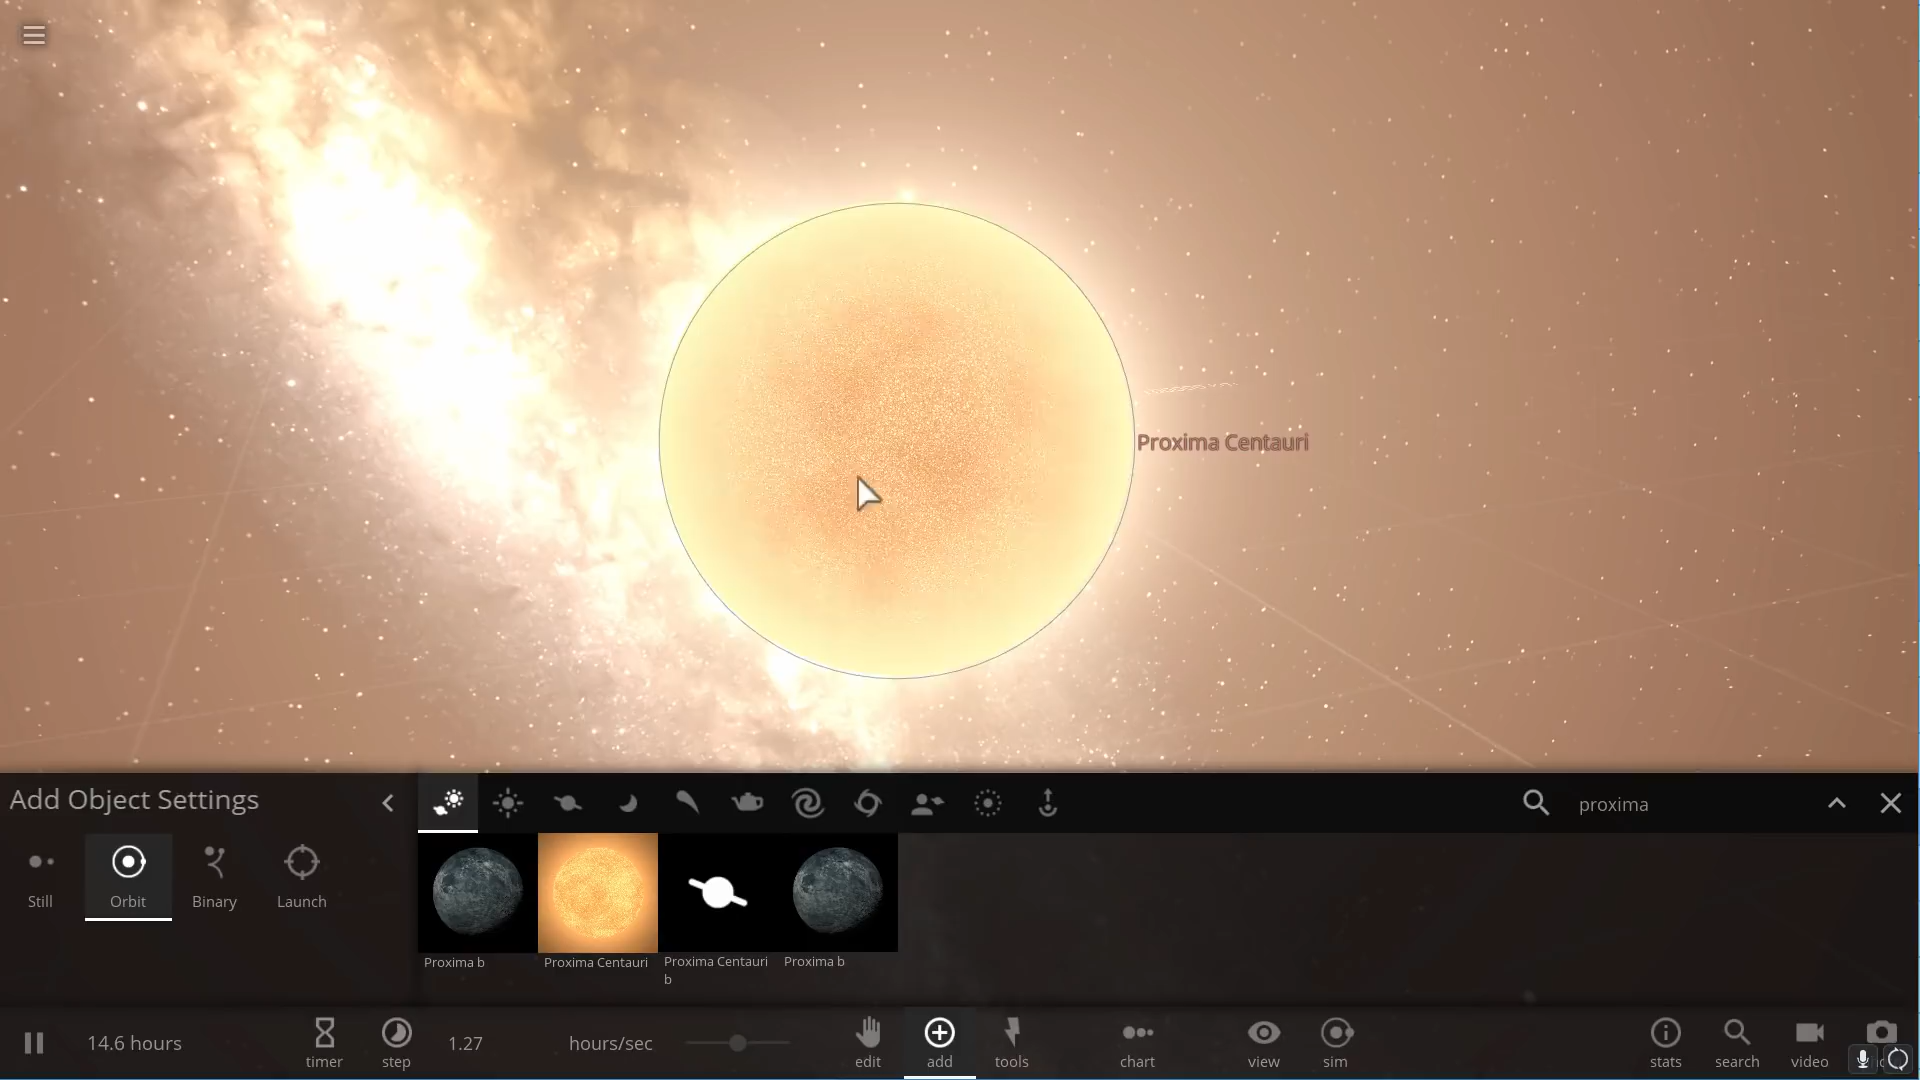 Proxima Centauri
Add Object Settings
proxima
Still
Orbit
Binary
Launch
Proxima b
Proxima Centauri
Proxima Centauri
b
Proxima b
14.6 hours
timer
step
1.27
hours/sec
edit
add
tools
chart
view
sim
stats
search
video